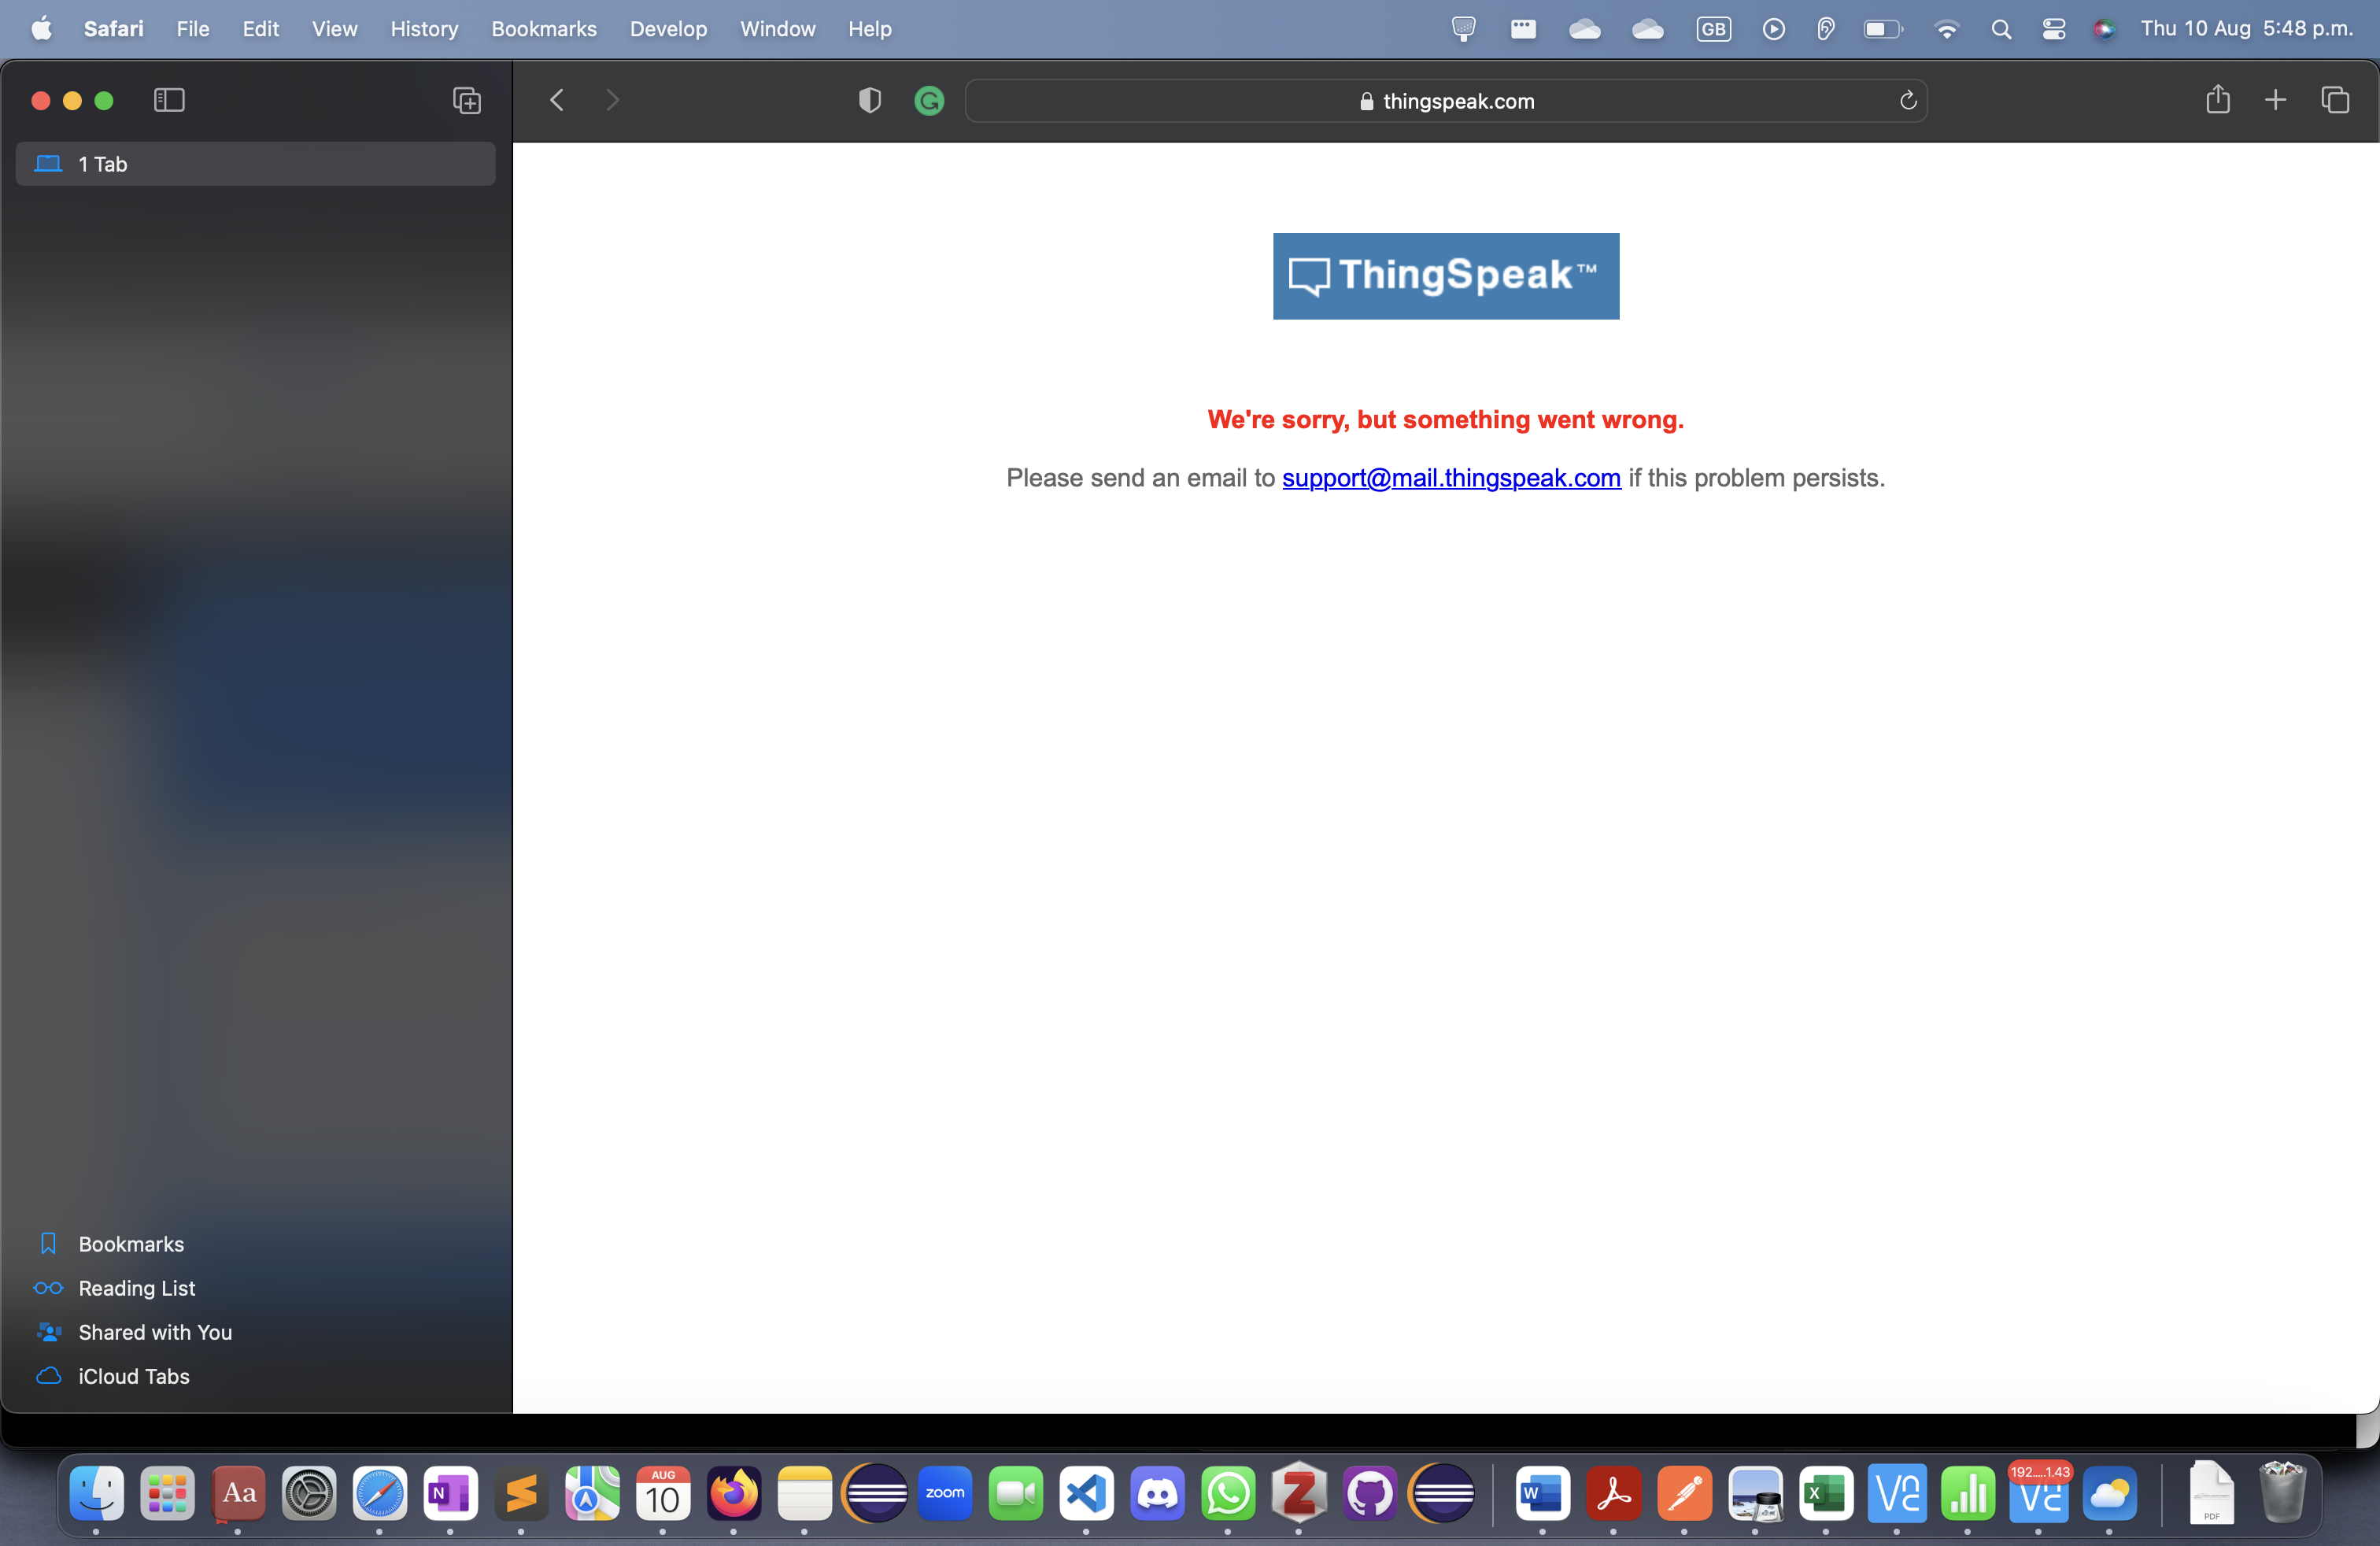 Safari File Edit View History Bookmarks Develop Window Help GB Thu 10 Aug 5:48 p.m.
thingspeak.com
1 Tab
ThingSpeak™
We're sorry, but something went wrong.
Please send an email to support@mail.thingspeak.com if this problem persists.
Bookmarks
Reading List
Shared with You
iCloud Tabs
Aa
N
AUG
10
zoom
Z
W
X
VC
192.…1.43
VC
PDF